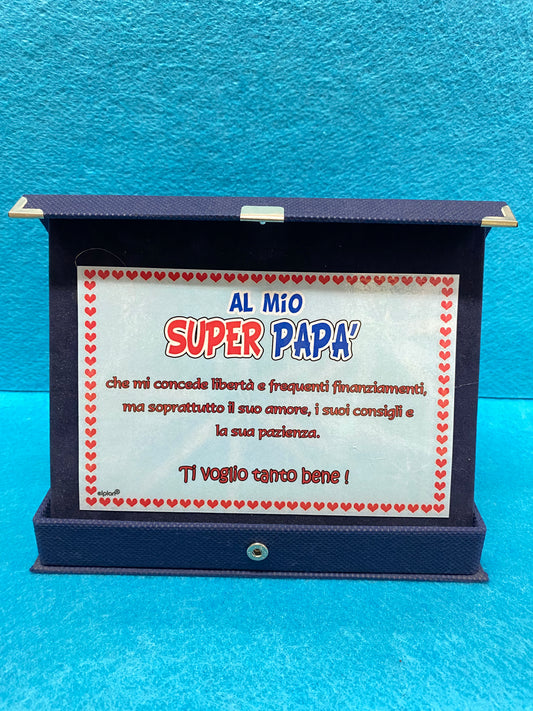 AL MiO
SUPER PAPA'
che mi concede libertà e frequenti finanziamenti,
ma soprattutto il suo amore, i suoi consigli e
la sua pazienza.
Ti voglio tanto bene !
elplan®